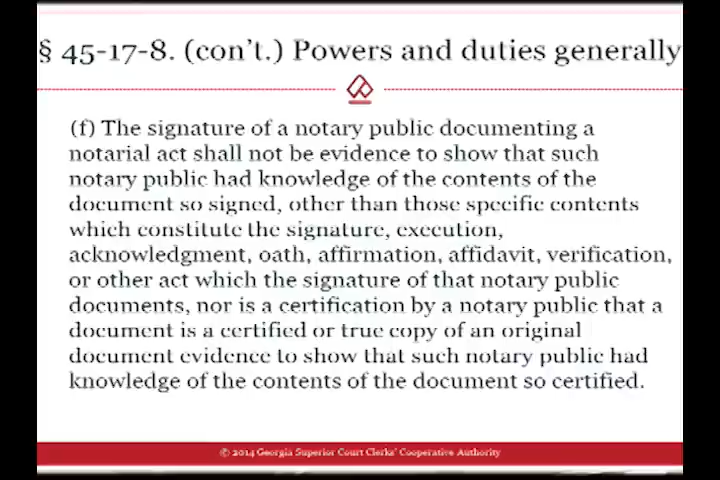 § 45-17-8. (con't.) Powers and duties generally
(f) The signature of a notary public documenting a
notarial act shall not be evidence to show that such
notary public had knowledge of the contents of the
document so signed, other than those specific contents
which constitute the signature, execution,
acknowledgment, oath, affirmation, affidavit, verification,
or other act which the signature of that notary public
documents, nor is a certification by a notary public that a
document is a certified or true copy of an original
document evidence to show that such notary public had
knowledge of the contents of the document so certified.
© 2014 Georgia Superior Court Clerks' Cooperative Authority